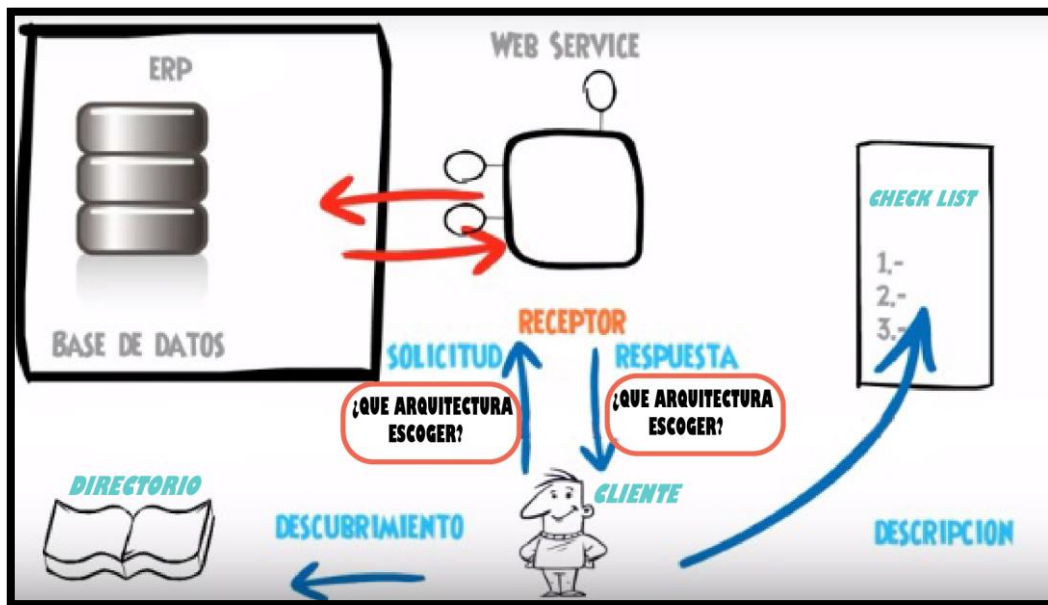 ERP
WEB SERVICE
CHECK LIST
1.-
2.-
3.-
BASE DE DATOS
RECEPTOR
SOLICITUD
RESPUESTA
¿QUE ARQUITECTURA
ESCOGER?
¿QUE ARQUITECTURA
ESCOGER?
DIRECTORIO
CLIENTE
DESCUBRIMIENTO
DESCRIPCION